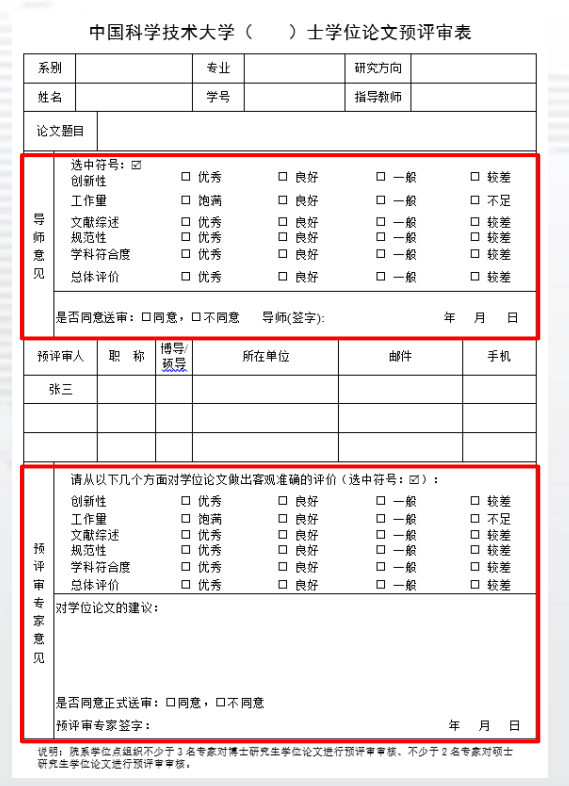 中国科学技术大学（　　）士学位论文预评审表
系别 专业 研究方向
姓名 学号 指导教师
论文题目
导师意见
选中符号：☑
创新性 □ 优秀 □ 良好 □ 一般 □ 较差
工作量 □ 饱满 □ 良好 □ 一般 □ 不足
文献综述 □ 优秀 □ 良好 □ 一般 □ 较差
规范性 □ 优秀 □ 良好 □ 一般 □ 较差
学科符合度 □ 优秀 □ 良好 □ 一般 □ 较差
总体评价 □ 优秀 □ 良好 □ 一般 □ 较差
是否同意送审：□同意，□不同意 导师(签字): 年 月 日
预评审人 职 称 博导/硕导 所在单位 邮件 手机
张三
预评审专家意见
请从以下几个方面对学位论文做出客观准确的评价（选中符号：☑）：
创新性 □ 优秀 □ 良好 □ 一般 □ 较差
工作量 □ 饱满 □ 良好 □ 一般 □ 不足
文献综述 □ 优秀 □ 良好 □ 一般 □ 较差
规范性 □ 优秀 □ 良好 □ 一般 □ 较差
学科符合度 □ 优秀 □ 良好 □ 一般 □ 较差
总体评价 □ 优秀 □ 良好 □ 一般 □ 较差
对学位论文的建议：
是否同意正式送审：□同意，□不同意
预评审专家签字： 年 月 日
说明：院系学位点组织不少于3名专家对博士研究生学位论文进行预评审审核、不少于2名专家对硕士
研究生学位论文进行预评审审核。